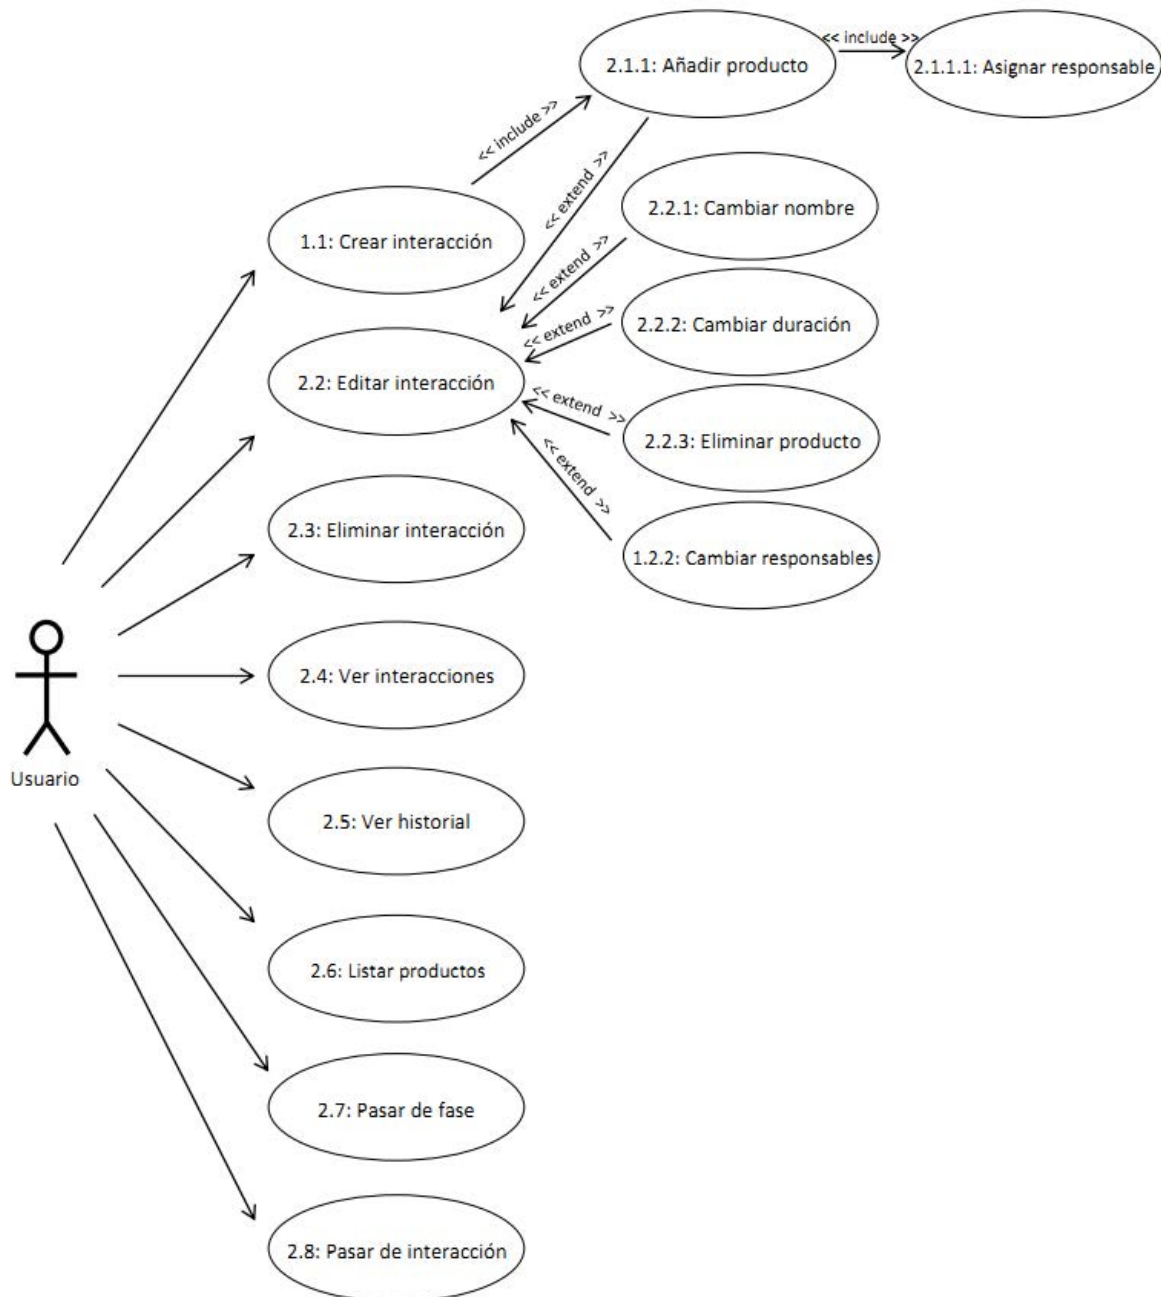 << include >>
2.1.1: Añadir producto
2.1.1.1: Asignar responsable
<< include >>
<< extend >>
2.2.1: Cambiar nombre
1.1: Crear interacción
<< extend >>
2.2.2: Cambiar duración
<< extend >>
2.2: Editar interacción
<< extend >>
2.2.3: Eliminar producto
<< extend >>
2.3: Eliminar interacción
1.2.2: Cambiar responsables
2.4: Ver interacciones
Usuario
2.5: Ver historial
2.6: Listar productos
2.7: Pasar de fase
2.8: Pasar de interacción